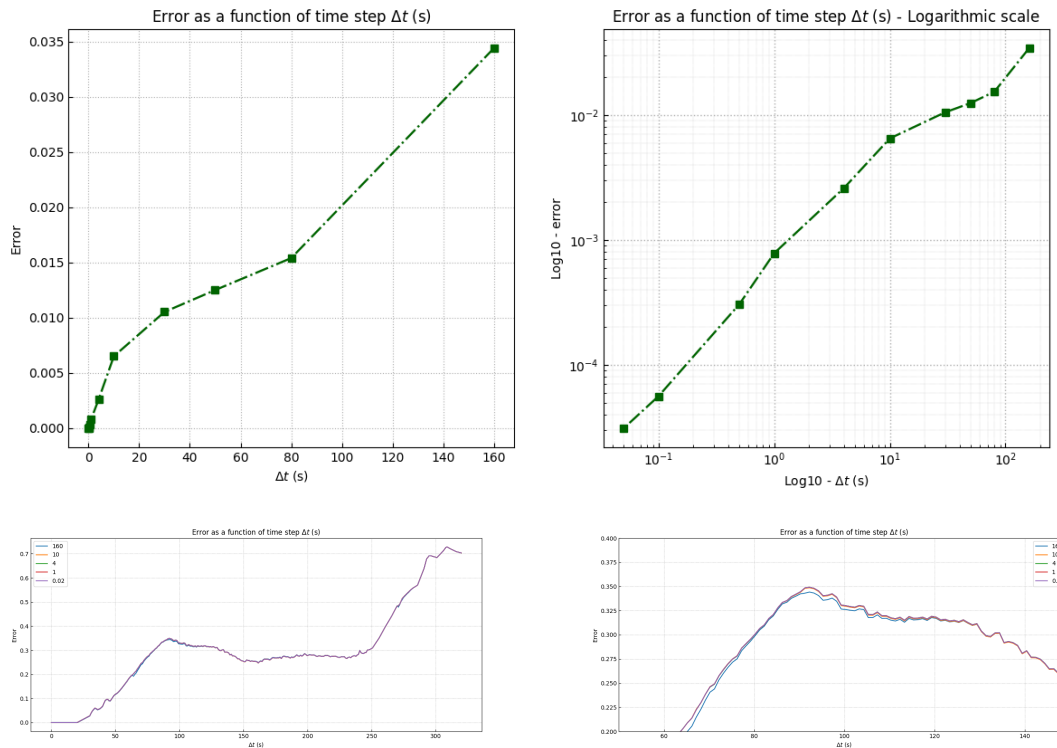 Error as a function of time step Δt (s)
0.035
0.030
0.025
0.020
0.015
0.010
0.005
0.000
Error
0 20 40 60 80 100 120 140 160
Δt (s)
Error as a function of time step Δt (s) - Logarithmic scale
10⁻²
10⁻³
10⁻⁴
Log10 - error
10⁻¹ 10⁰ 10¹ 10²
Log10 - Δt (s)
Error as a function of time step Δt (s)
160
10
4
1
0.02
0.7
0.6
0.5
0.4
0.3
0.2
0.1
0.0
Error
0 50 100 150 200 250 300
Δt (s)
Error as a function of time step Δt (s)
16
10
4
1
0.
0.400
0.375
0.350
0.325
0.300
0.275
0.250
0.225
0.200
Error
60 80 100 120 140
Δt (s)